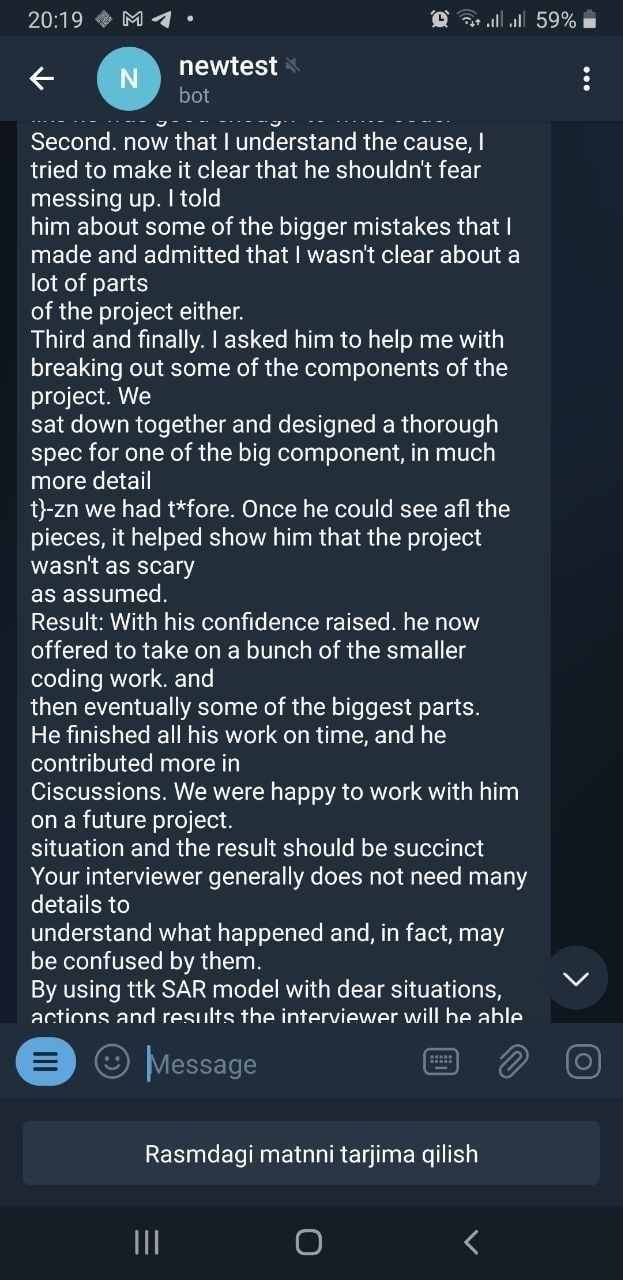 20:19
59%
N
newtest
bot
Second. now that I understand the cause, I
tried to make it clear that he shouldn't fear
messing up. I told
him about some of the bigger mistakes that I
made and admitted that I wasn't clear about a
lot of parts
of the project either.
Third and finally. I asked him to help me with
breaking out some of the components of the
project. We
sat down together and designed a thorough
spec for one of the big component, in much
more detail
t}-zn we had t*fore. Once he could see afl the
pieces, it helped show him that the project
wasn't as scary
as assumed.
Result: With his confidence raised. he now
offered to take on a bunch of the smaller
coding work. and
then eventually some of the biggest parts.
He finished all his work on time, and he
contributed more in
Ciscussions. We were happy to work with him
on a future project.
situation and the result should be succinct
Your interviewer generally does not need many
details to
understand what happened and, in fact, may
be confused by them.
By using ttk SAR model with dear situations,
actions and results the interviewer will be able
Message
Rasmdagi matnni tarjima qilish